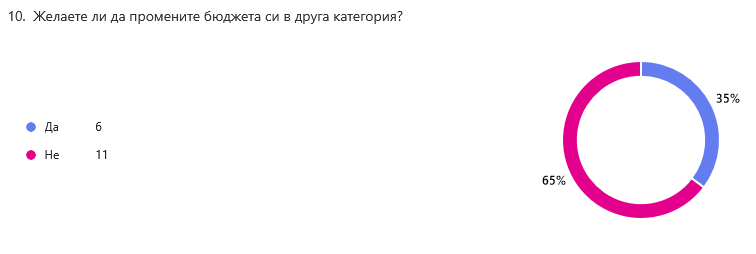 10. Желаете ли да промените бюджета си в друга категория?
Да 6
Не 11
35%
65%